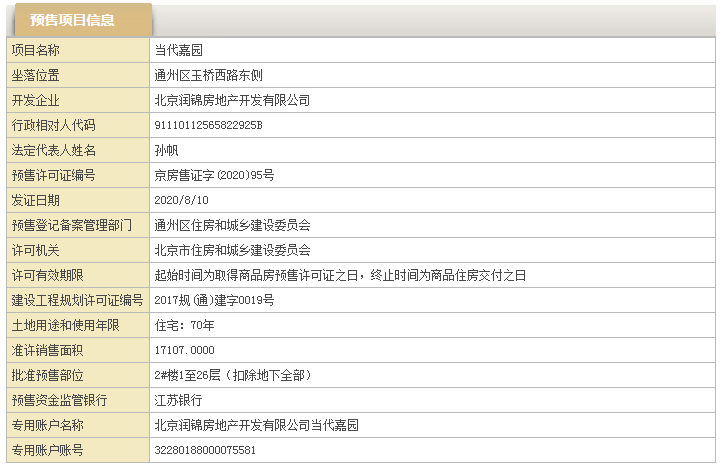 预售项目信息
项目名称 当代嘉园
坐落位置 通州区玉桥西路东侧
开发企业 北京润锦房地产开发有限公司
行政相对人代码 9111011256582292​5B
法定代表人姓名 孙帆
预售许可证编号 京房售证字(2020)95号
发证日期 2020/8/10
预售登记备案管理部门 通州区住房和城乡建设委员会
许可机关 北京市住房和城乡建设委员会
许可有效期限 起始时间为取得商品房预售许可证之日，终止时间为商品住房交付之日
建设工程规划许可证编号 2017规(通)建字0019号
土地用途和使用年限 住宅：70年
准许销售面积 17107.0000
批准预售部位 2#楼1至26层（扣除地下全部）
预售资金监管银行 江苏银行
专用账户名称 北京润锦房地产开发有限公司当代嘉园
专用账户账号 32280188000075581